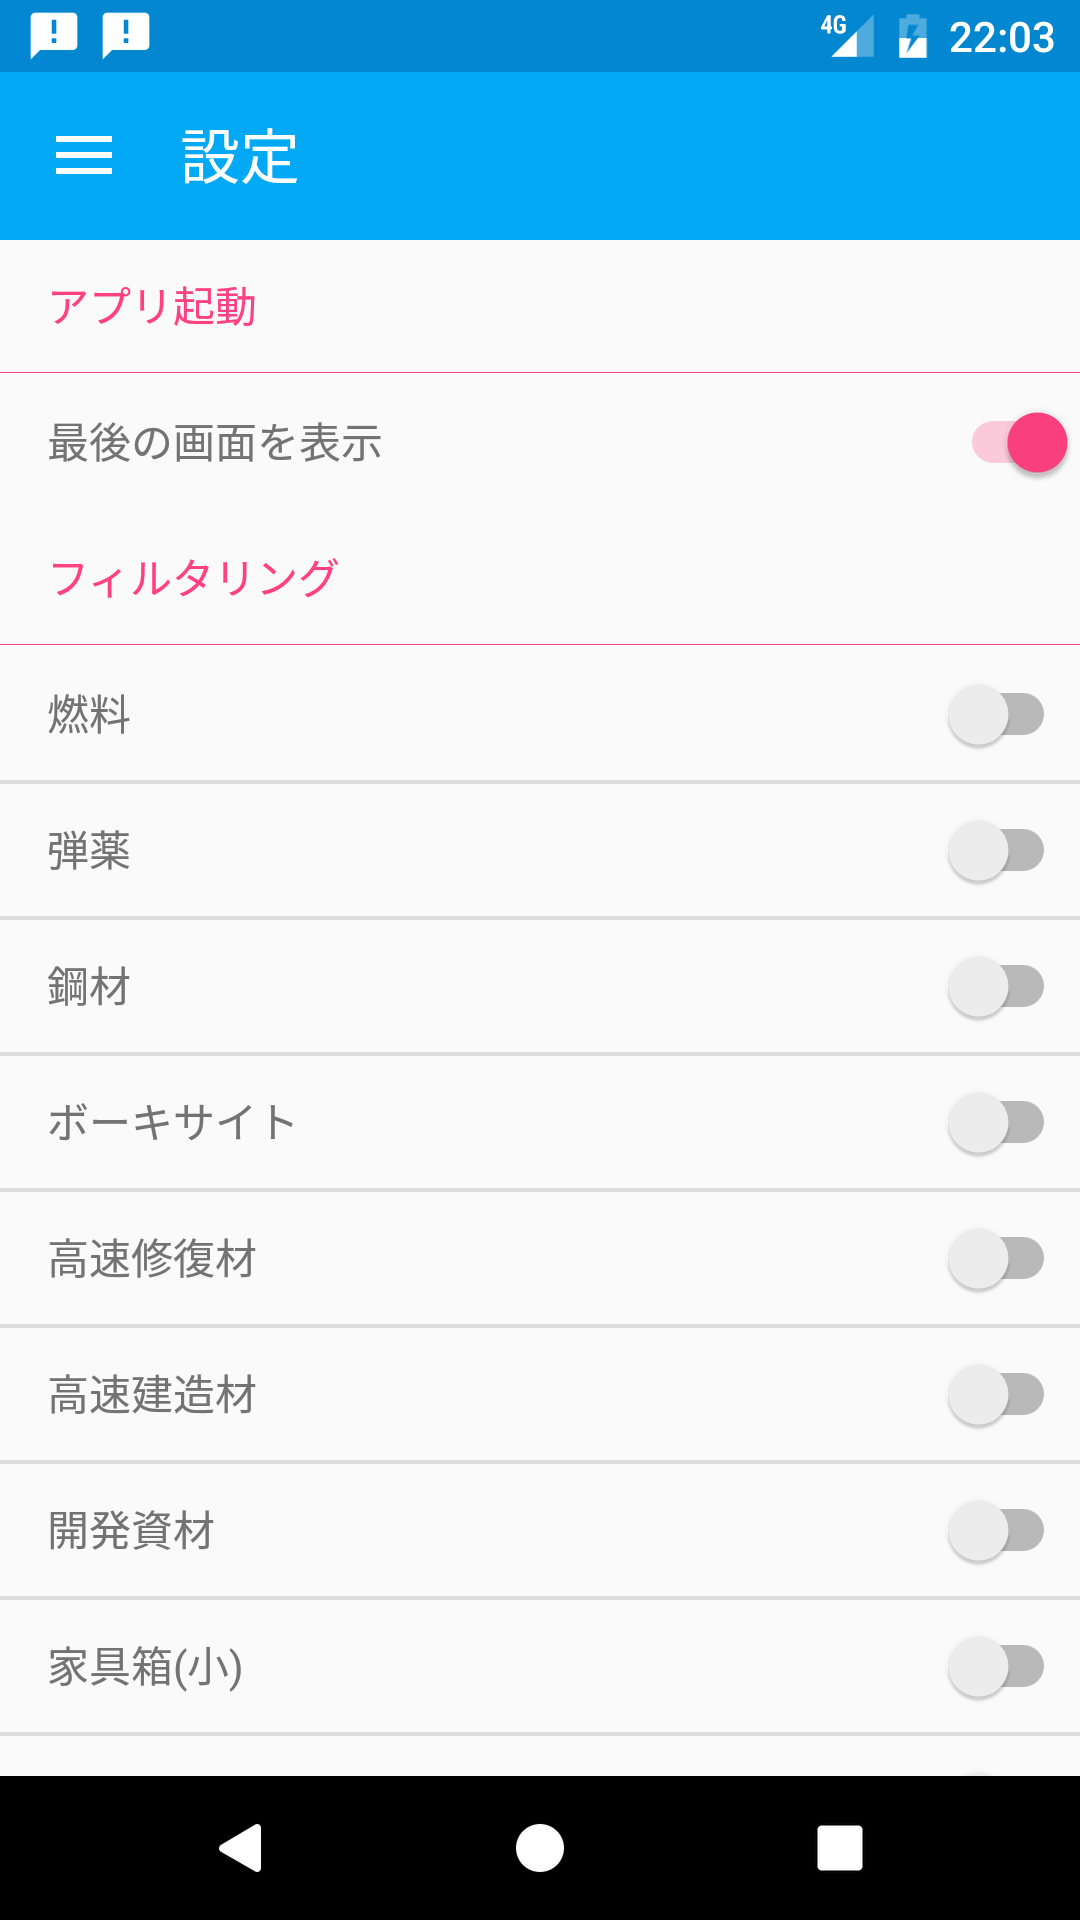 4G 22:03
設定
アプリ起動
最後の画面を表示
フィルタリング
燃料
弾薬
鋼材
ボーキサイト
高速修復材
高速建造材
開発資材
家具箱(小)